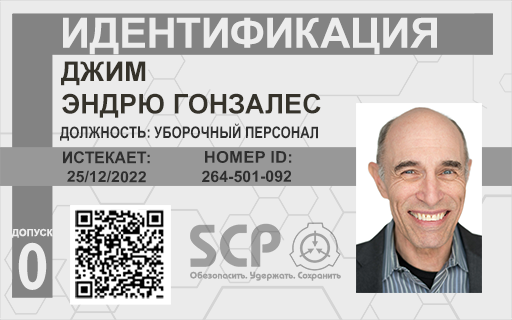 ИДЕНТИФИКАЦИЯ
ДЖИМ
ЭНДРЮ ГОНЗАЛЕС
ДОЛЖНОСТЬ: УБОРОЧНЫЙ ПЕРСОНАЛ
ИСТЕКАЕТ: НОМЕР ID:
25/12/2022 264-501-092
ДОПУСК
0
SCP
Обезопасить. Удержать. Сохранить